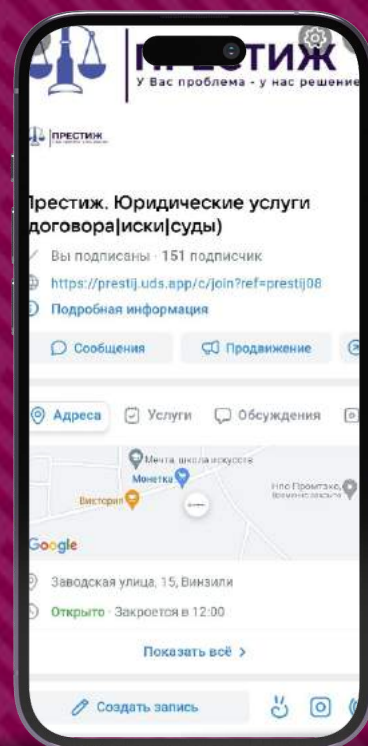 ПРЕСТИЖ
У Вас проблема - у нас решение
ПРЕСТИЖ
Престиж. Юридические услуги
(договора|иски|суды)
Вы подписаны · 151 подписчик
https://prestij.uds.app/c/join?ref=prestij08
Подробная информация
Сообщения
Продвижение
Адреса
Услуги
Обсуждения
Мечта, школа искусств
Монетка
Виктория
Google
Заводская улица, 15, Винзили
Открыто · Закроется в 12:00
Показать всё >
Создать запись